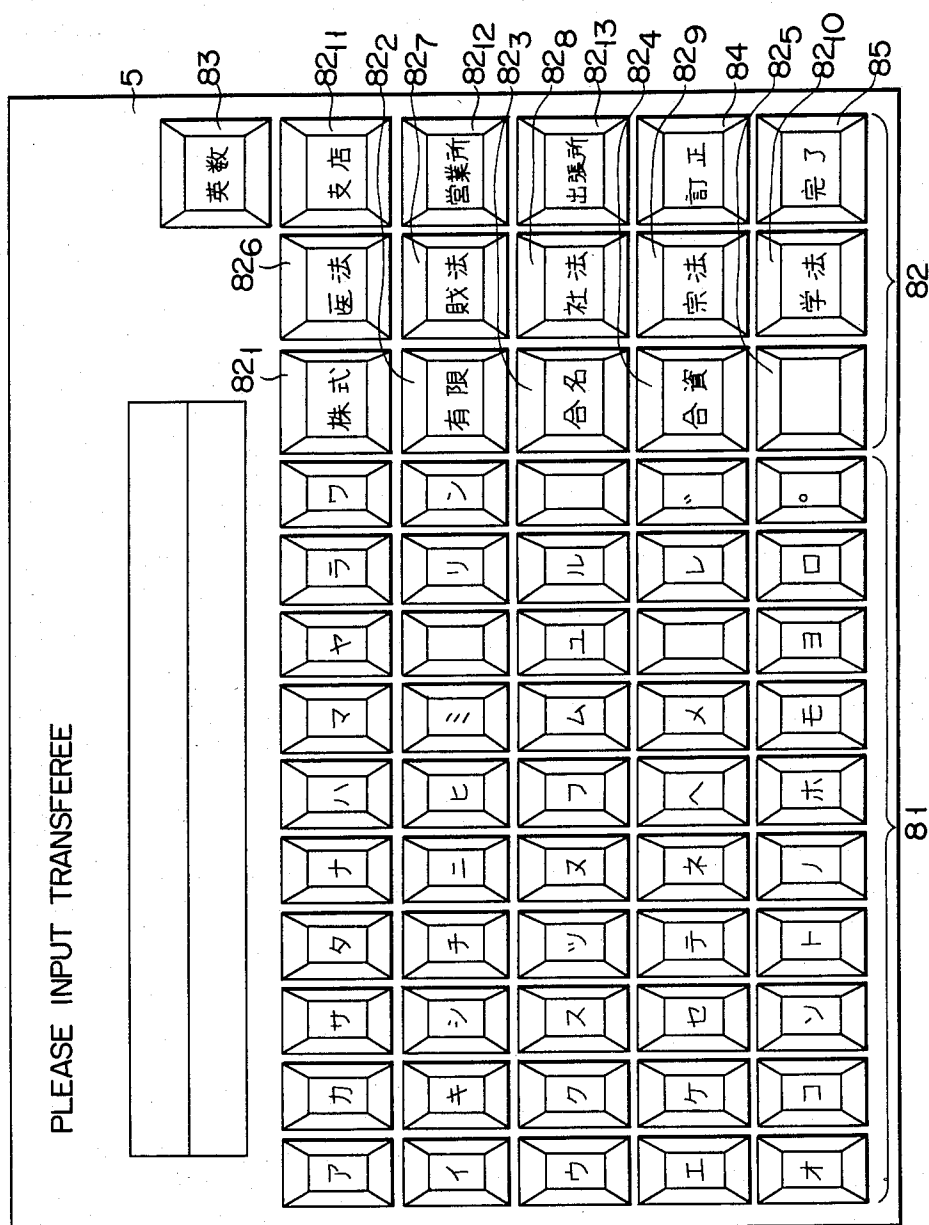 5
83
英数
PLEASE INPUT TRANSFEREE
82₆
82₁
82₁₁
82₂
82₇
82₁₂
82₃
82₈
82₁₃
82₄
82₉
84
82₅
82₁₀
85
ア カ サ タ ナ ハ マ ヤ ラ ワ 株式 医法 支店
イ キ シ チ ニ ヒ ミ リ ン 有限 財法 営業所
ウ ク ス ツ ヌ フ ム ユ ル 合名 社法 出張所
エ ケ セ テ ネ ヘ メ レ ゛ 合資 宗法 訂正
オ コ ソ ト ノ ホ モ ヨ ロ ゜ 学法 完了
81
82